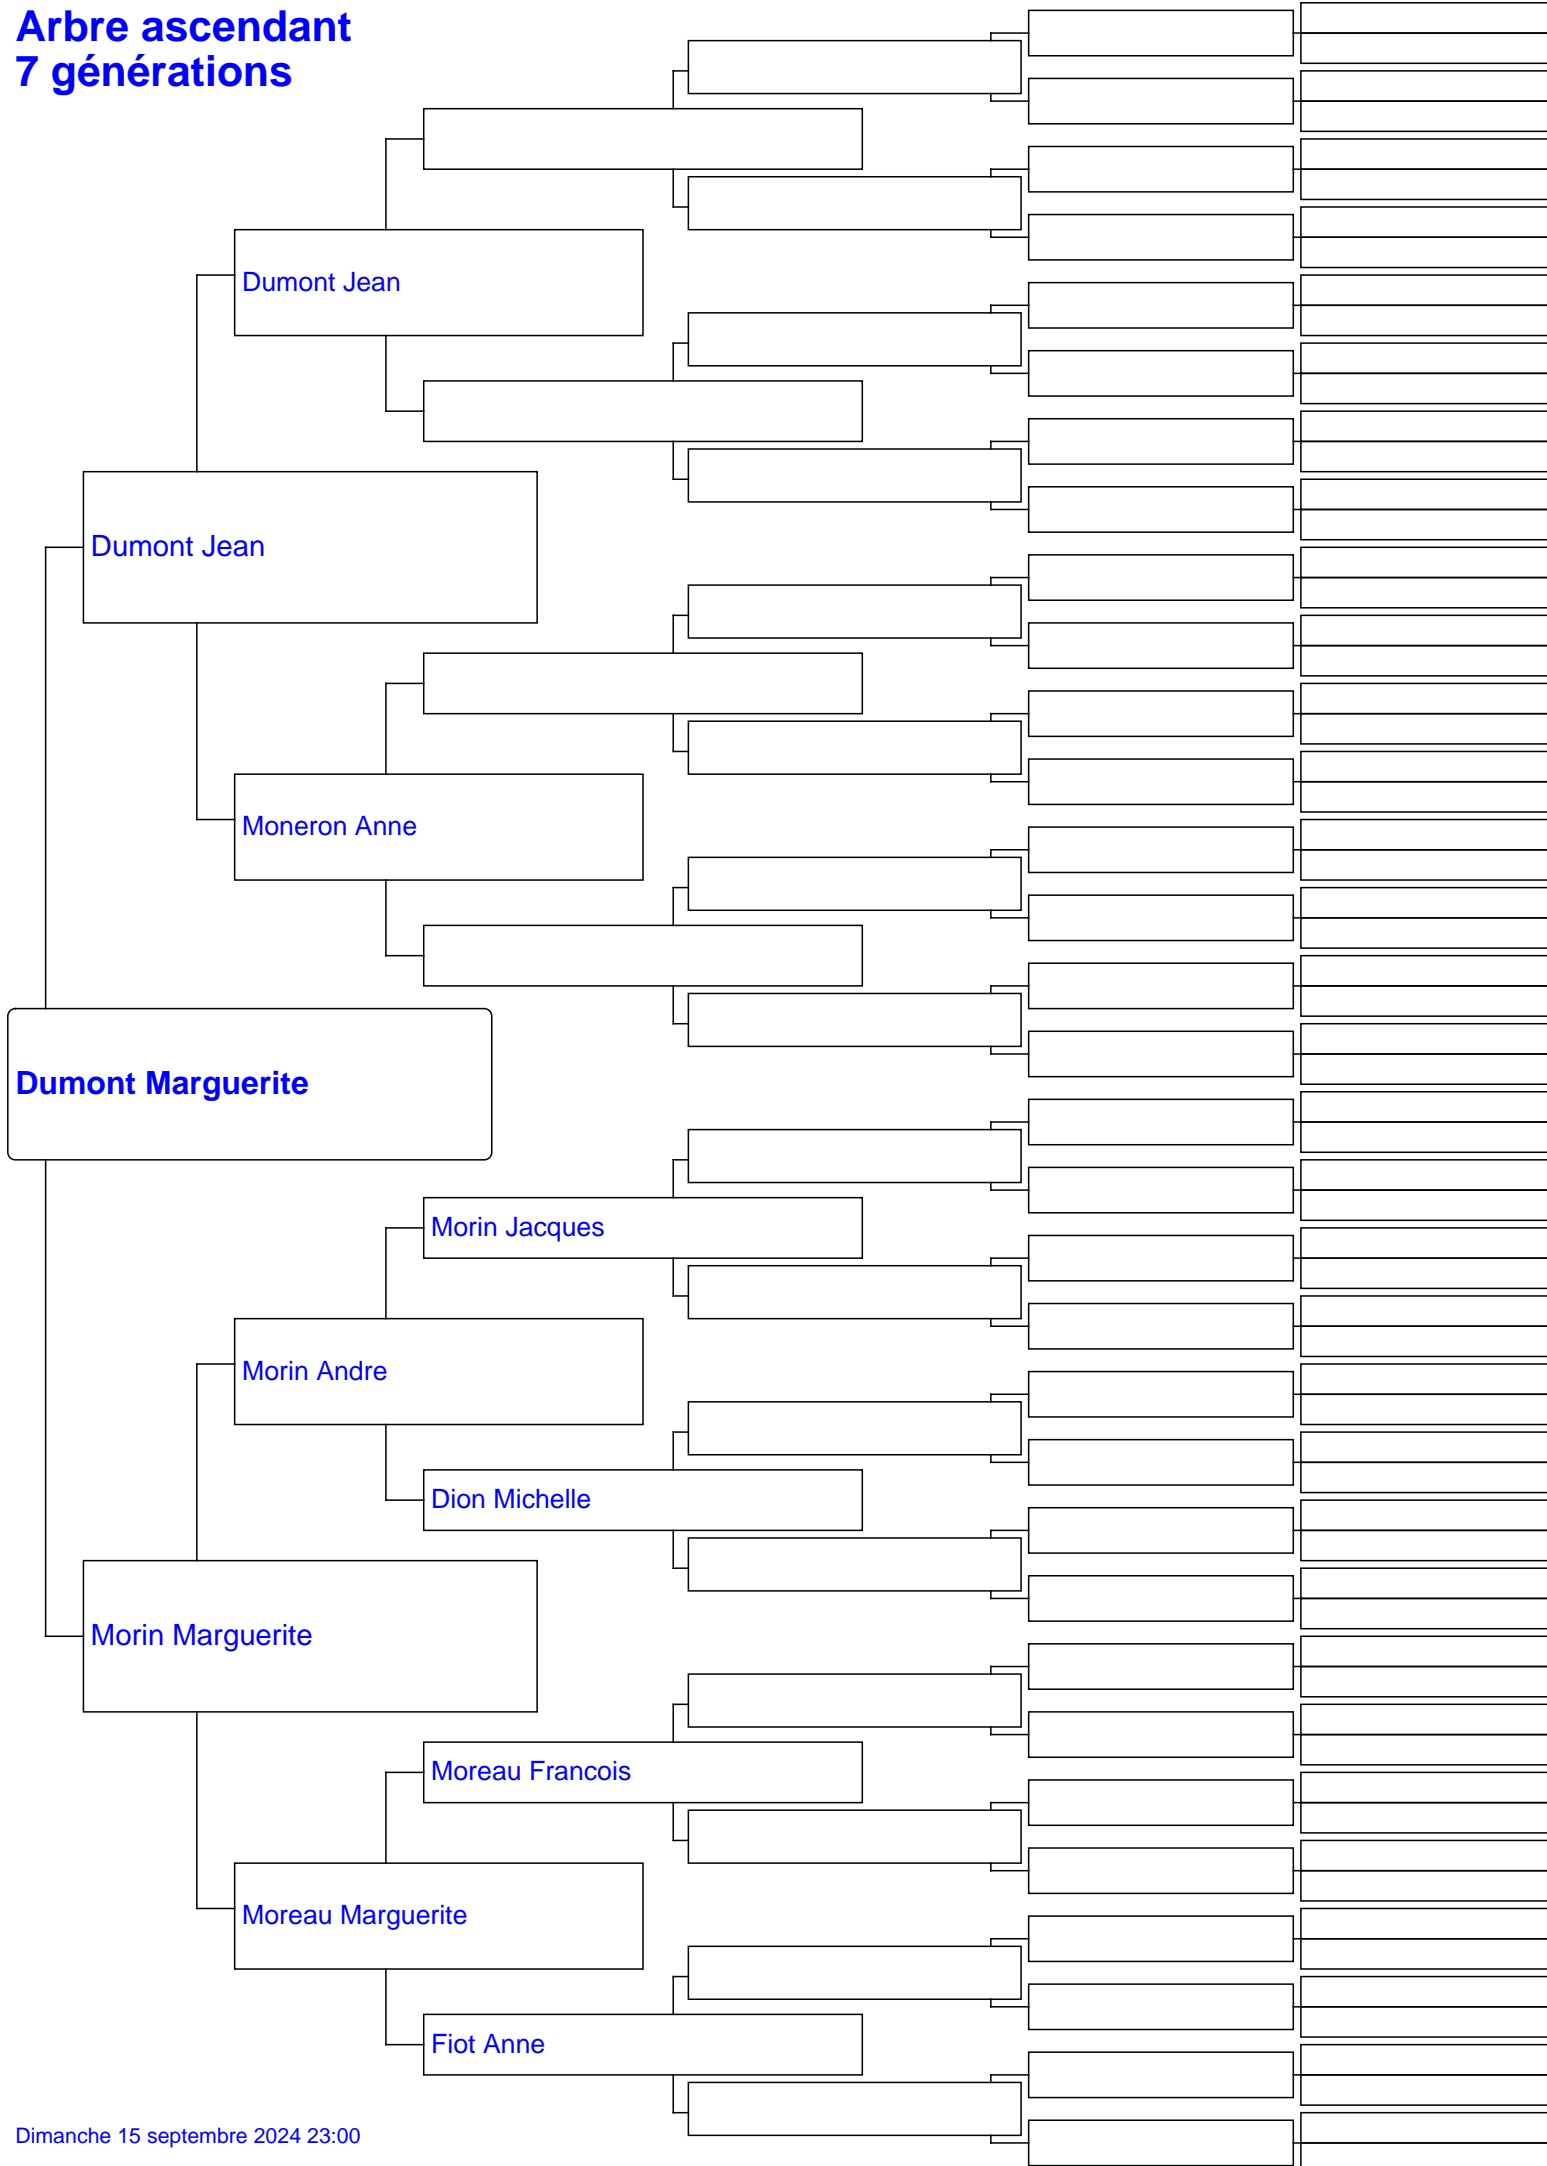 Arbre ascendant
7 générations
Dumont Jean
Dumont Jean
Moneron Anne
Dumont Marguerite
Morin Jacques
Morin Andre
Dion Michelle
Morin Marguerite
Moreau Francois
Moreau Marguerite
Fiot Anne
Dimanche 15 septembre 2024 23:00